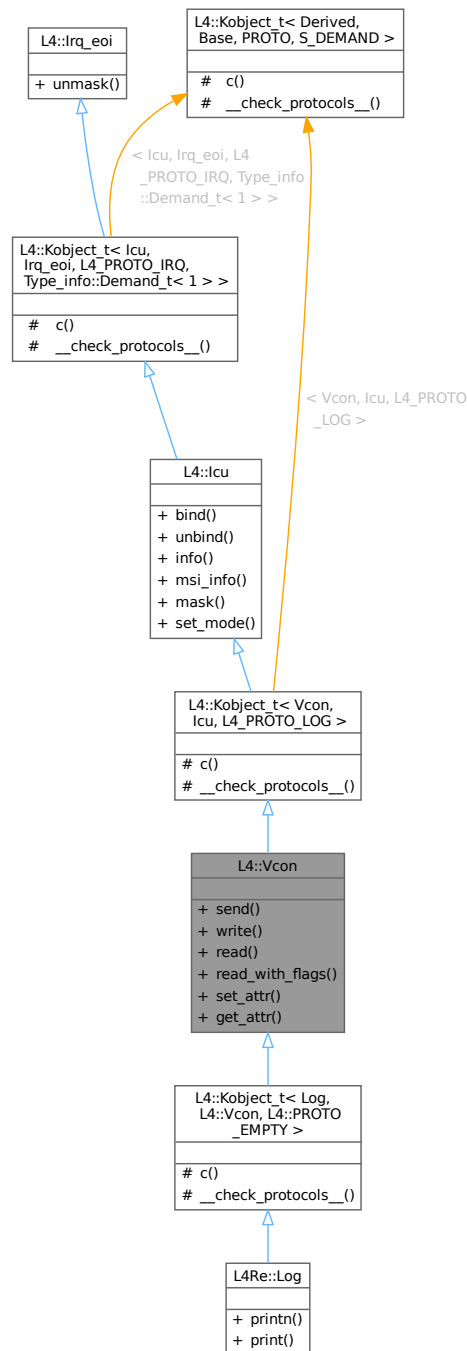 L4::Kobject_t< Derived,
Base, PROTO, S_DEMAND >
# c()
# __check_protocols__()
L4::Irq_eoi
+ unmask()
< Icu, Irq_eoi, L4
_PROTO_IRQ, Type_info
::Demand_t< 1 > >
L4::Kobject_t< Icu,
Irq_eoi, L4_PROTO_IRQ,
Type_info::Demand_t< 1 > >
# c()
# __check_protocols__()
< Vcon, Icu, L4_PROTO
_LOG >
L4::Icu
+ bind()
+ unbind()
+ info()
+ msi_info()
+ mask()
+ set_mode()
L4::Kobject_t< Vcon,
Icu, L4_PROTO_LOG >
# c()
# __check_protocols__()
L4::Vcon
+ send()
+ write()
+ read()
+ read_with_flags()
+ set_attr()
+ get_attr()
L4::Kobject_t< Log,
L4::Vcon, L4::PROTO
_EMPTY >
# c()
# __check_protocols__()
L4Re::Log
+ printn()
+ print()